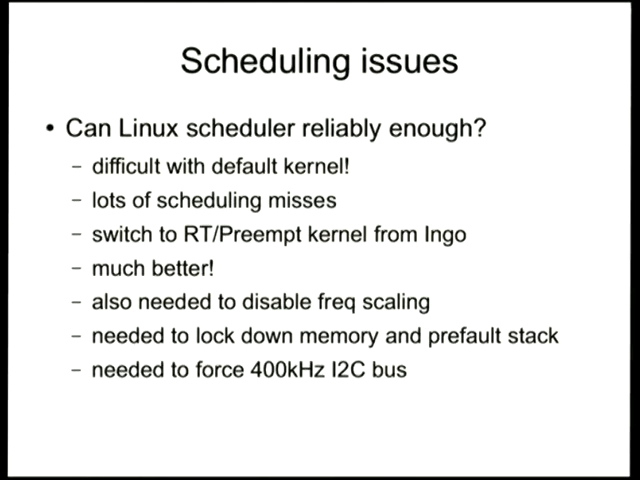 Scheduling issues
• Can Linux scheduler reliably enough?
– difficult with default kernel!
– lots of scheduling misses
– switch to RT/Preempt kernel from Ingo
– much better!
– also needed to disable freq scaling
– needed to lock down memory and prefault stack
– needed to force 400kHz I2C bus